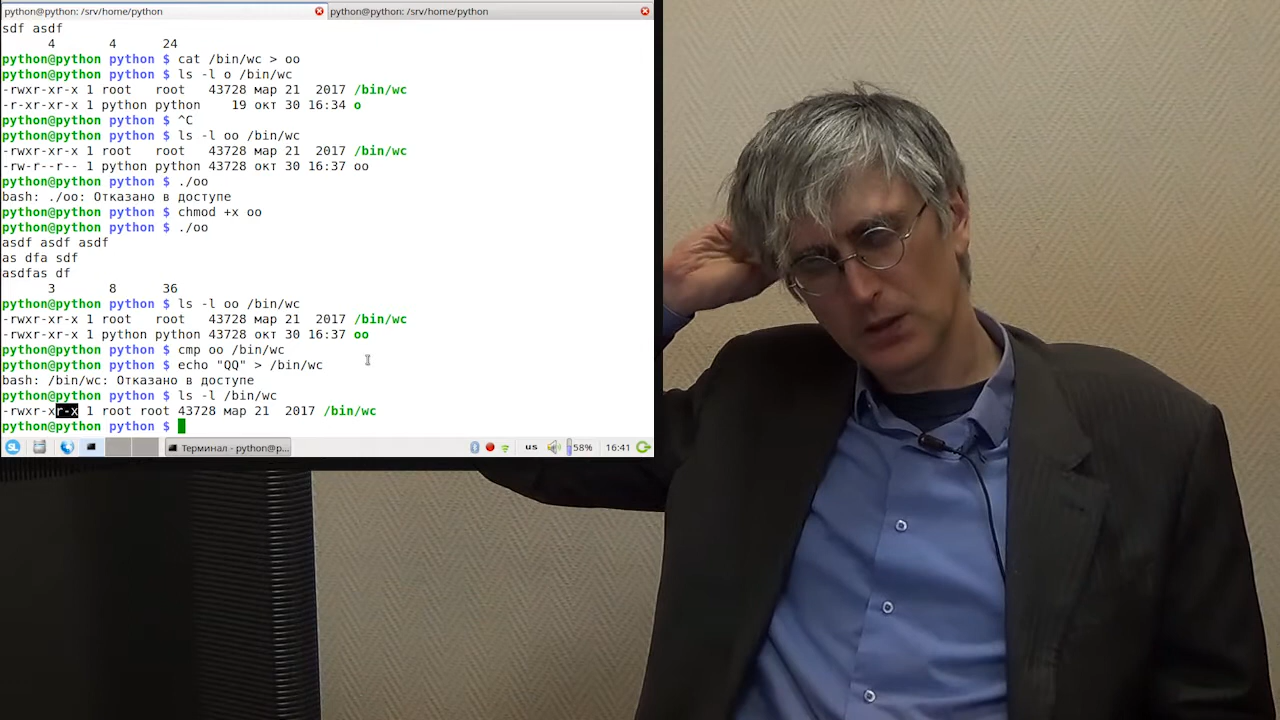 python@python: /srv/home/python
python@python: /srv/home/python
sdf asdf
      4       4      24
python@python python $ cat /bin/wc > oo
python@python python $ ls -l o /bin/wc
-rwxr-xr-x 1 root   root   43728 мар 21  2017 /bin/wc
-r-xr-xr-x 1 python python    19 окт 30 16:34 o
python@python python $ ^C
python@python python $ ls -l oo /bin/wc
-rwxr-xr-x 1 root   root   43728 мар 21  2017 /bin/wc
-rw-r--r-- 1 python python 43728 окт 30 16:37 oo
python@python python $ ./oo
bash: ./oo: Отказано в доступе
python@python python $ chmod +x oo
python@python python $ ./oo
asdf asdf asdf
as dfa sdf
asdfas df
      3       8      36
python@python python $ ls -l oo /bin/wc
-rwxr-xr-x 1 root   root   43728 мар 21  2017 /bin/wc
-rwxr-xr-x 1 python python 43728 окт 30 16:37 oo
python@python python $ cmp oo /bin/wc
python@python python $ echo "QQ" > /bin/wc
bash: /bin/wc: Отказано в доступе
python@python python $ ls -l /bin/wc
-rwxr-xr-x 1 root root 43728 мар 21  2017 /bin/wc
python@python python $
SL Терминал - python@p... us 58% 16:41